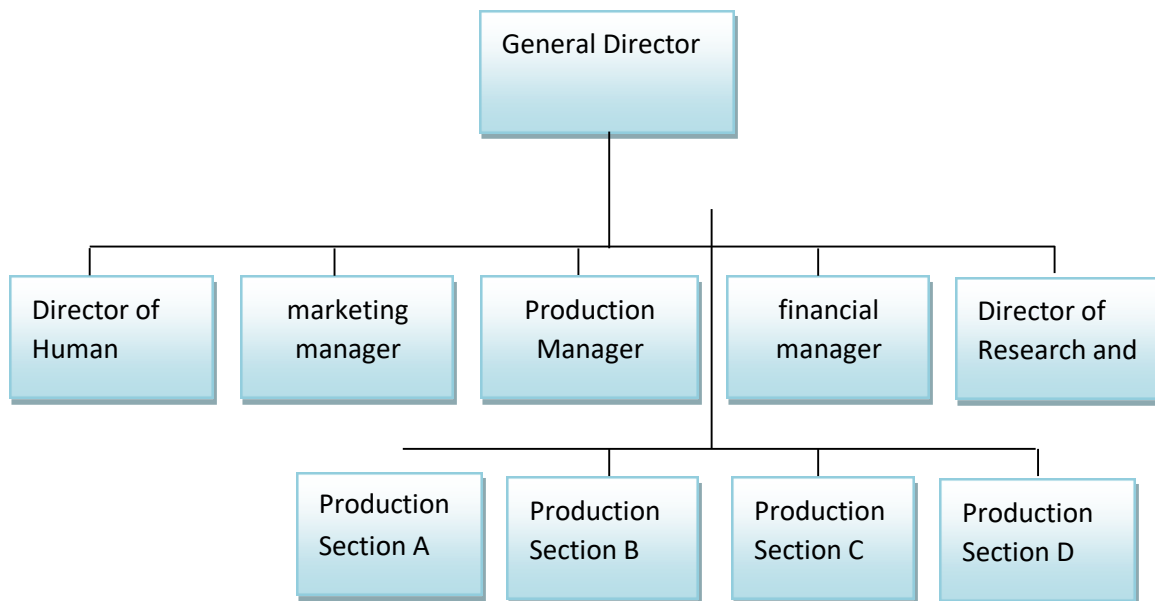 General Director
Director of
Human
marketing
manager
Production
Manager
financial
manager
Director of
Research and
Production
Section A
Production
Section B
Production
Section C
Production
Section D